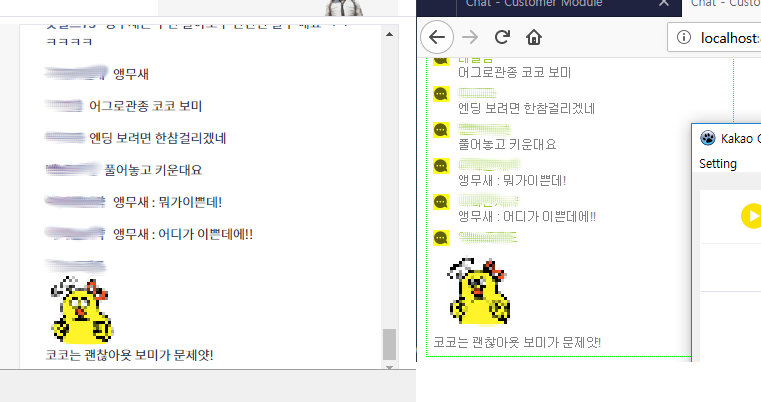 ㅋㅋㅋㅋ
앵무새
어그로관종 코코 보미
엔딩 보려면 한참걸리겠네
풀어놓고 키운대요
앵무새 : 뭐가이쁜데!
앵무새 : 어디가 이쁜데에!!
코코는 괜찮아욧 보미가 문제얏!
Chat - Customer Module
Chat - Custo
localhost:
어그로관종 코코 보미
엔딩 보려면 한참걸리겠네
풀어놓고 키운대요
앵무새 : 뭐가이쁜데!
앵무새 : 어디가 이쁜데에!!
코코는 괜찮아욧 보미가 문제얏!
Kakao
Setting